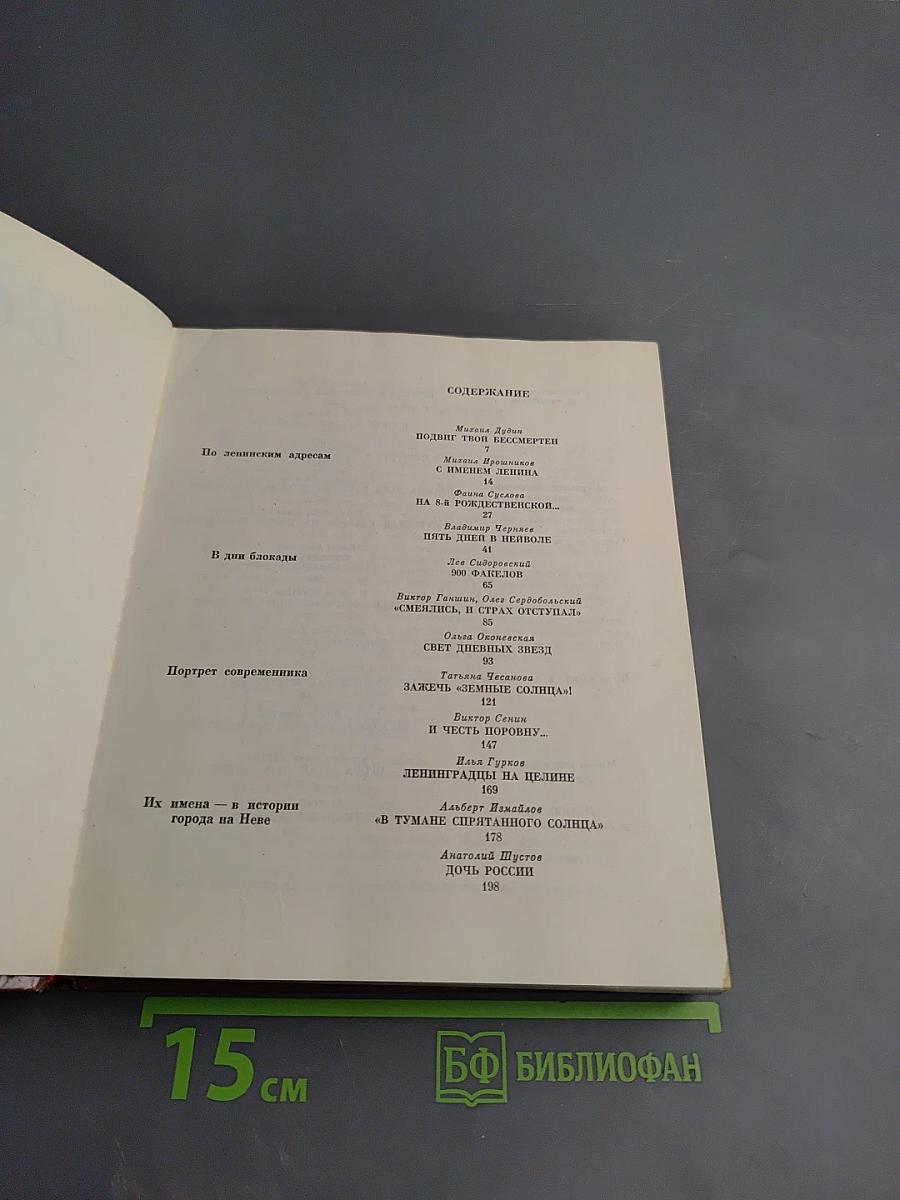 СОДЕРЖАНИЕ
Михаил Дудин
ПОДВИГ ТВОЙ БЕССМЕРТЕН
7
По ленинским адресам
Михаил Ирошников
С ИМЕНЕМ ЛЕНИНА
14
Фаина Суслова
НА 8-й РОЖДЕСТВЕНСКОЙ...
27
Владимир Черняев
ПЯТЬ ДНЕЙ В НЕЙВОЛЕ
41
В дни блокады
Лев Сидоровский
900 ФАКЕЛОВ
65
Виктор Ганшин, Олег Сердобольский
«СМЕЯЛИСЬ, И СТРАХ ОТСТУПАЛ»
85
Ольга Оконевская
СВЕТ ДНЕВНЫХ ЗВЕЗД
93
Портрет современника
Татьяна Чесанова
ЗАЖЕЧЬ «ЗЕМНЫЕ СОЛНЦА»!
121
Виктор Сенин
И ЧЕСТЬ ПОРОВНУ...
147
Илья Гурков
ЛЕНИНГРАДЦЫ НА ЦЕЛИНЕ
169
Их имена — в истории
города на Неве
Альберт Измайлов
«В ТУМАНЕ СПРЯТАННОГО СОЛНЦА»
178
Анатолий Шустов
ДОЧЬ РОССИИ
198
15 см
БФ БИБЛИОФАН